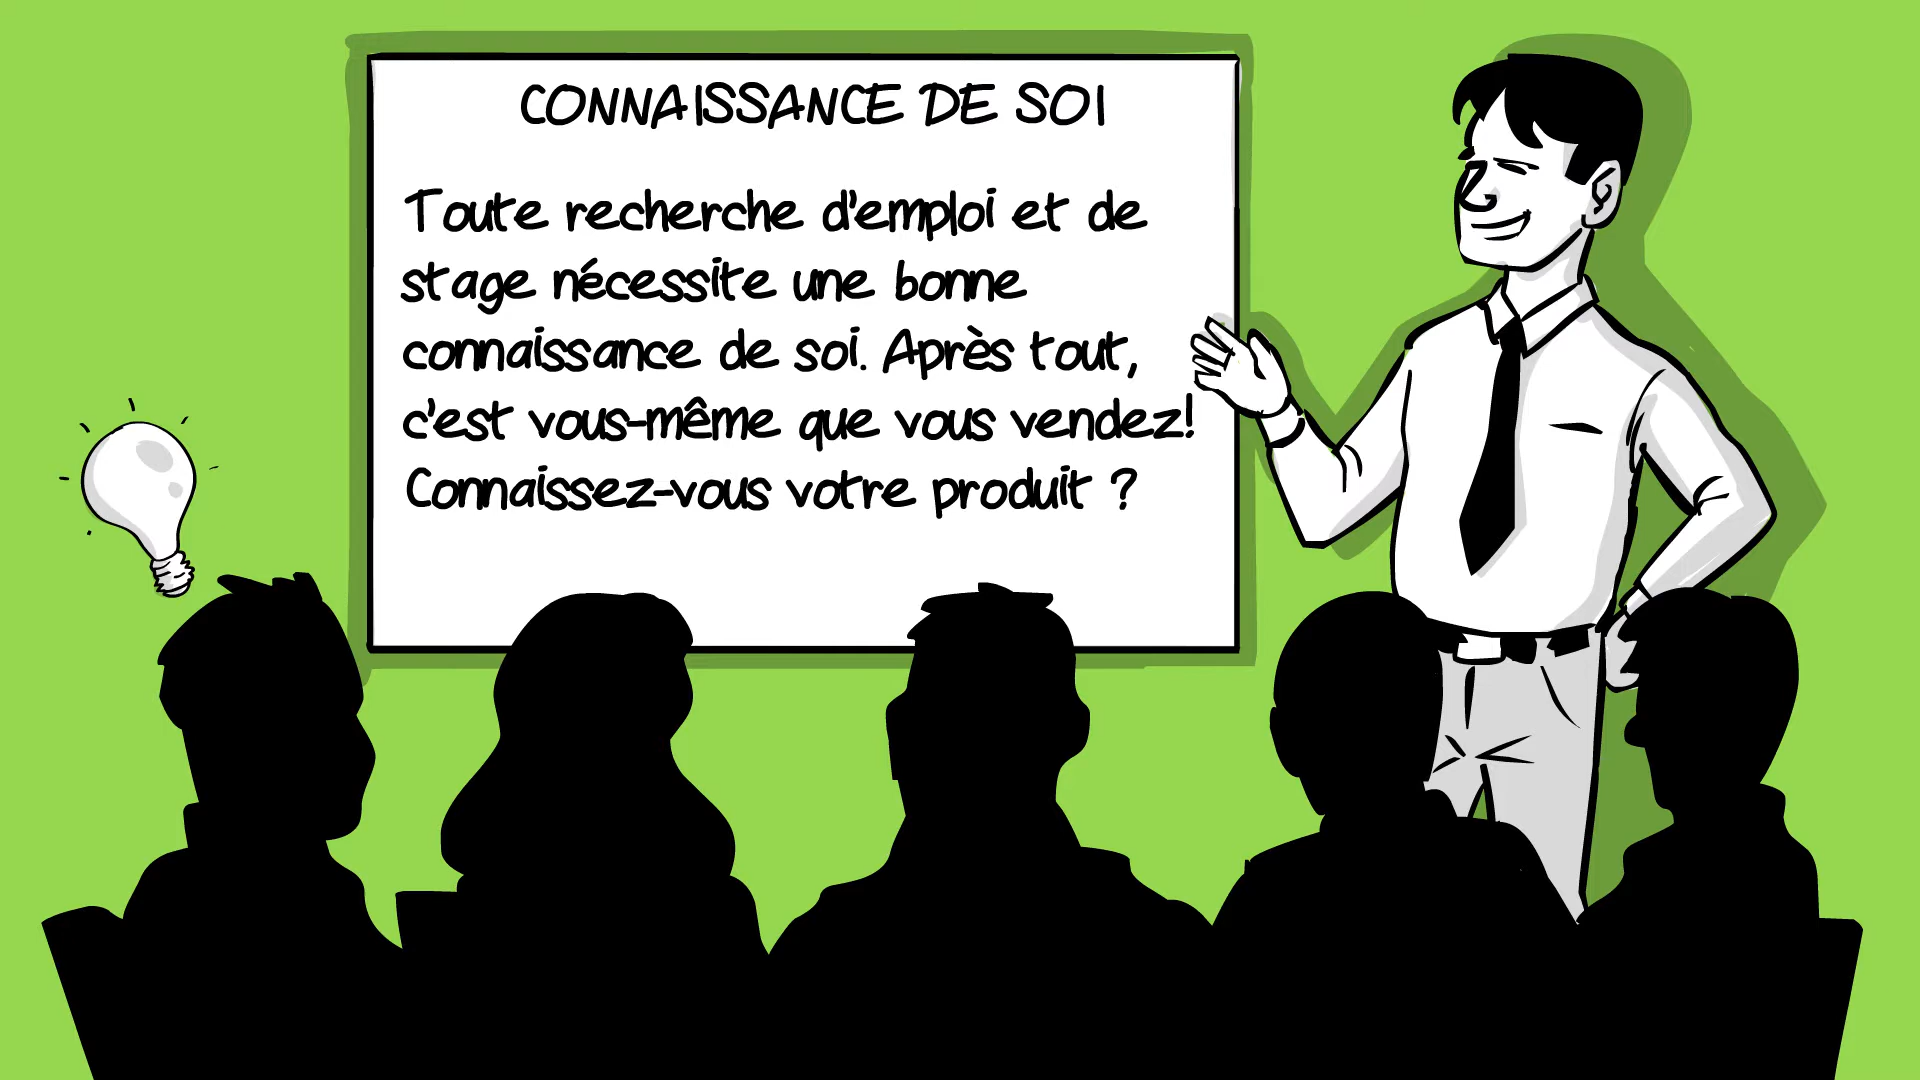 CONNAISSANCE DE SOI
Toute recherche d'emploi et de
stage nécessite une bonne
connaissance de soi. Après tout,
c'est vous-même que vous vendez!
Connaissez-vous votre produit ?